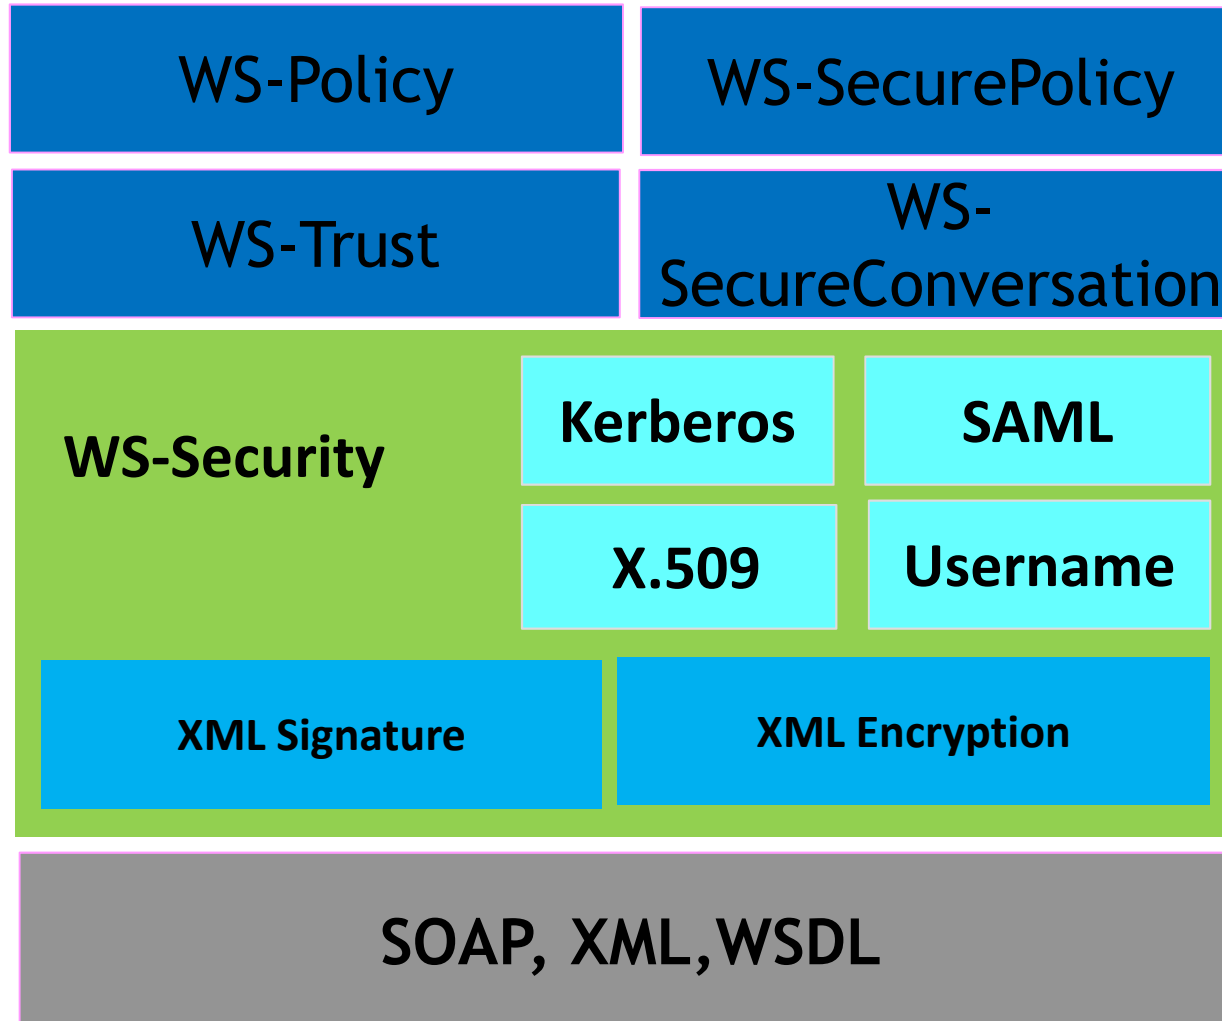 WS-Policy
WS-SecurePolicy
WS-Trust
WS-
SecureConversation
WS-Security
Kerberos
SAML
X.509
Username
XML Signature
XML Encryption
SOAP, XML,WSDL